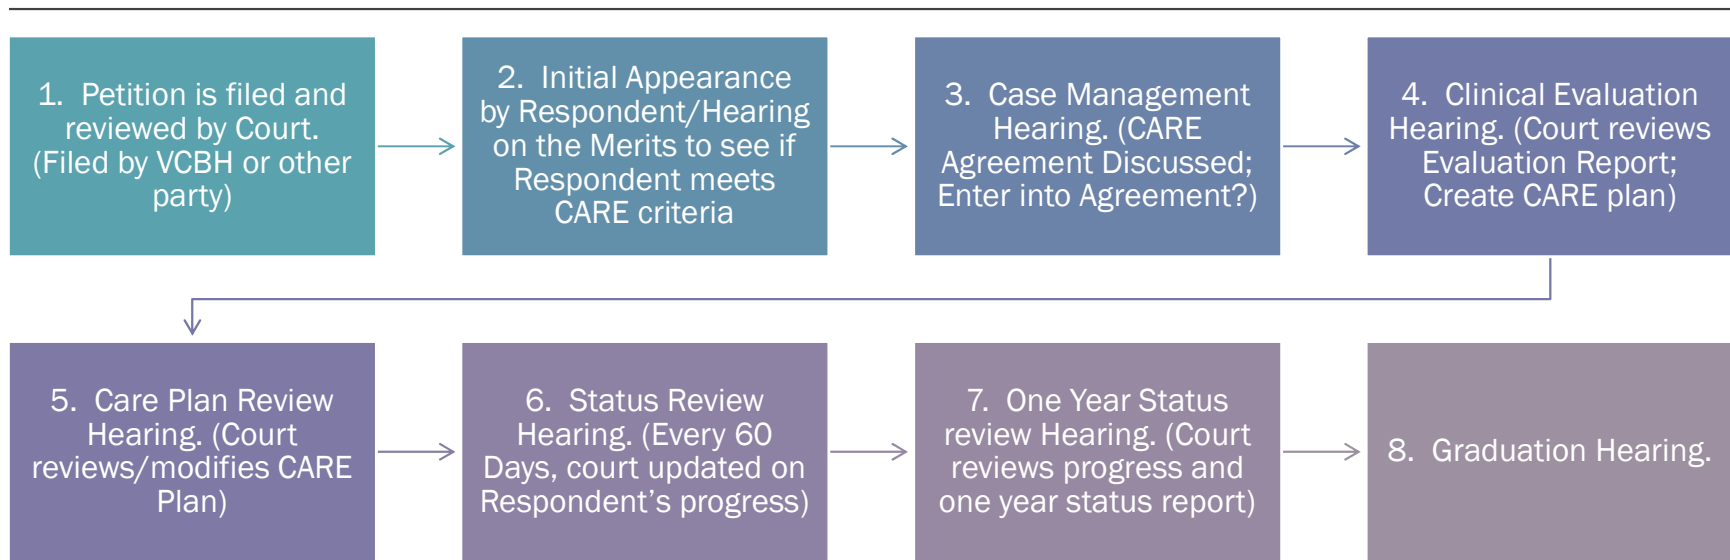 1.  Petition is filed and
reviewed by Court.
(Filed by VCBH or other
party)
2.  Initial Appearance
by Respondent/Hearing
on the Merits to see if
Respondent meets
CARE criteria
3.  Case Management
Hearing. (CARE
Agreement Discussed;
Enter into Agreement?)
4.  Clinical Evaluation
Hearing. (Court reviews
Evaluation Report;
Create CARE plan)
5.  Care Plan Review
Hearing. (Court
reviews/modifies CARE
Plan)
6.  Status Review
Hearing. (Every 60
Days, court updated on
Respondent’s progress)
7.  One Year Status
review Hearing. (Court
reviews progress and
one year status report)
8.  Graduation Hearing.